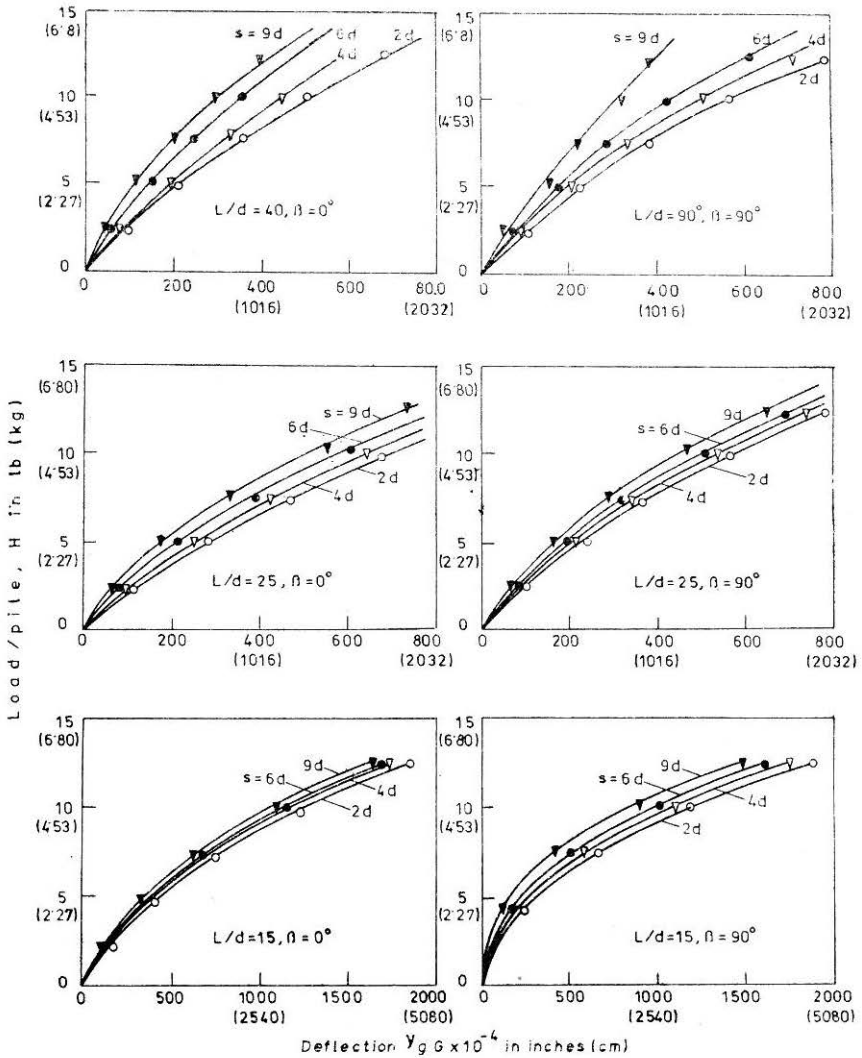 15
(6·8)
10
(4·53)
5
(2·27)
0
s = 9d
6d
4d
2d
L/d = 40, β = 0°
0 200 400 600 800
(1016) (2032)
15
(6·8)
10
(4·53)
5
(2·27)
0
s = 9d
6d
4d
2d
L/d = 90°, β = 90°
0 200 400 600 800
(1016) (2032)
15
(6·80)
10
(4·53)
5
(2·27)
0
s = 9d
6d
4d
2d
L/d = 25, β = 0°
0 200 400 600 800
(1016) (2032)
15
(6·80)
10
(4·53)
5
(2·27)
0
9d
s = 6d
2d
4d
L/d = 25, β = 90°
0 200 400 600 800
(1016) (2032)
15
(6·80)
10
(4·53)
5
(2·27)
0
9d
s = 6d
4d
2d
L/d = 15, β = 0°
0 500 1000 1500 2000
(2540) (5080)
15
(6·80)
10
(4·53)
5
(2·27)
0
9d
s = 6d
4d
2d
L/d = 15, β = 90°
0 500 1000 1500 2000
(2540) (5080)
Load/pile, H in lb (kg)
Deflection y g G x 10⁻⁴ in inches (cm)